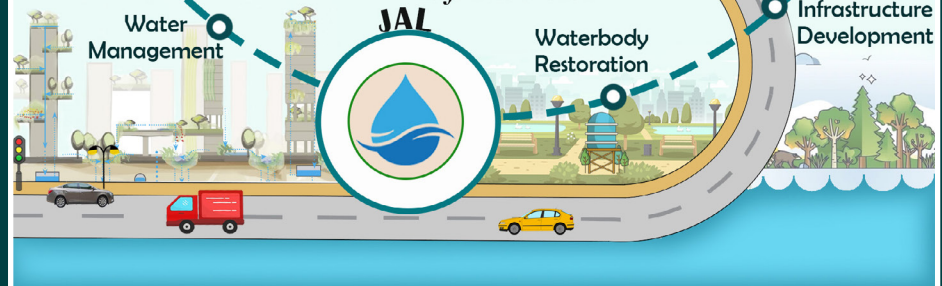 JAL
Water
Management
Waterbody
Restoration
Infrastructure
Development